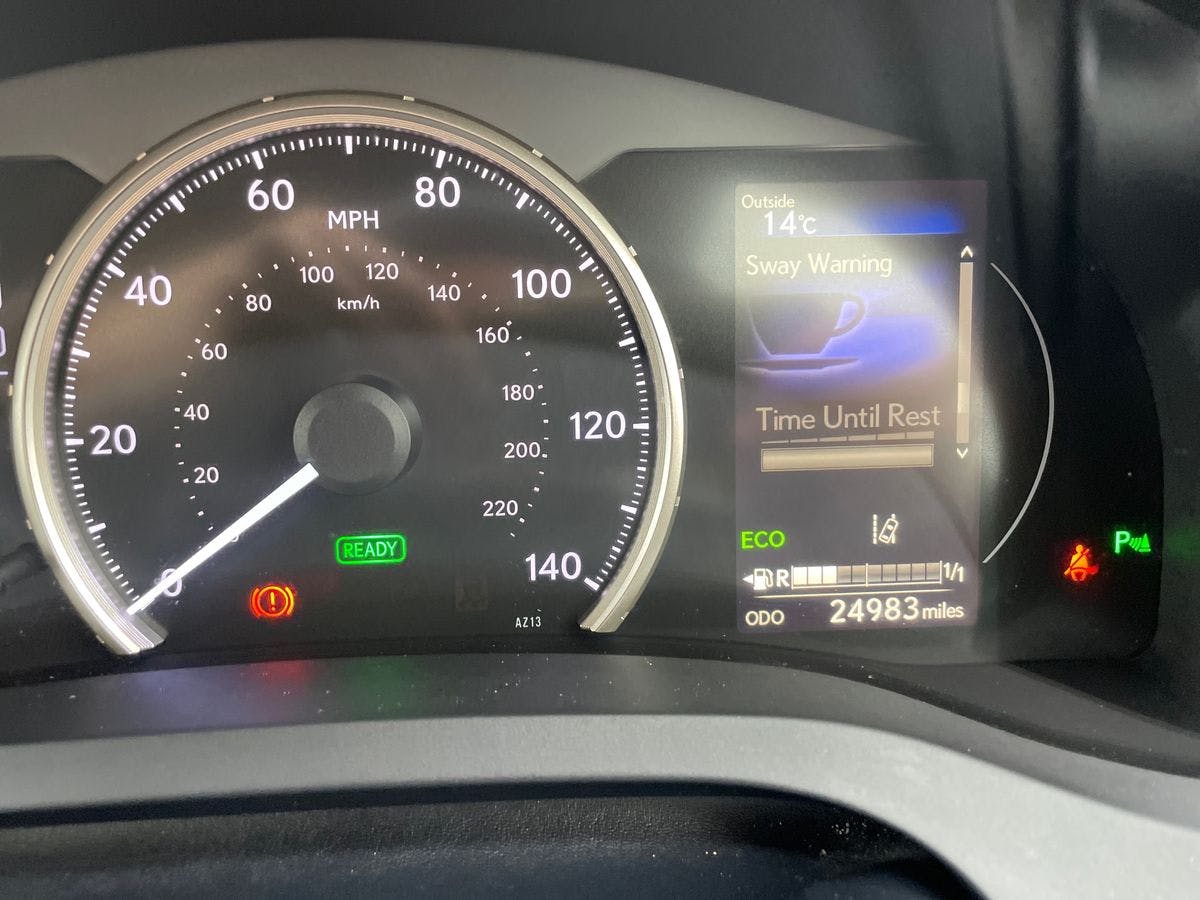 60
80
MPH
40
100
100
120
80
140
km/h
60
160
40
180
20
120
200
20
220
0
READY
140
AZ13
Outside
14°C
Sway Warning
Time Until Rest
ECO
R
1/1
ODO
24983 miles
P